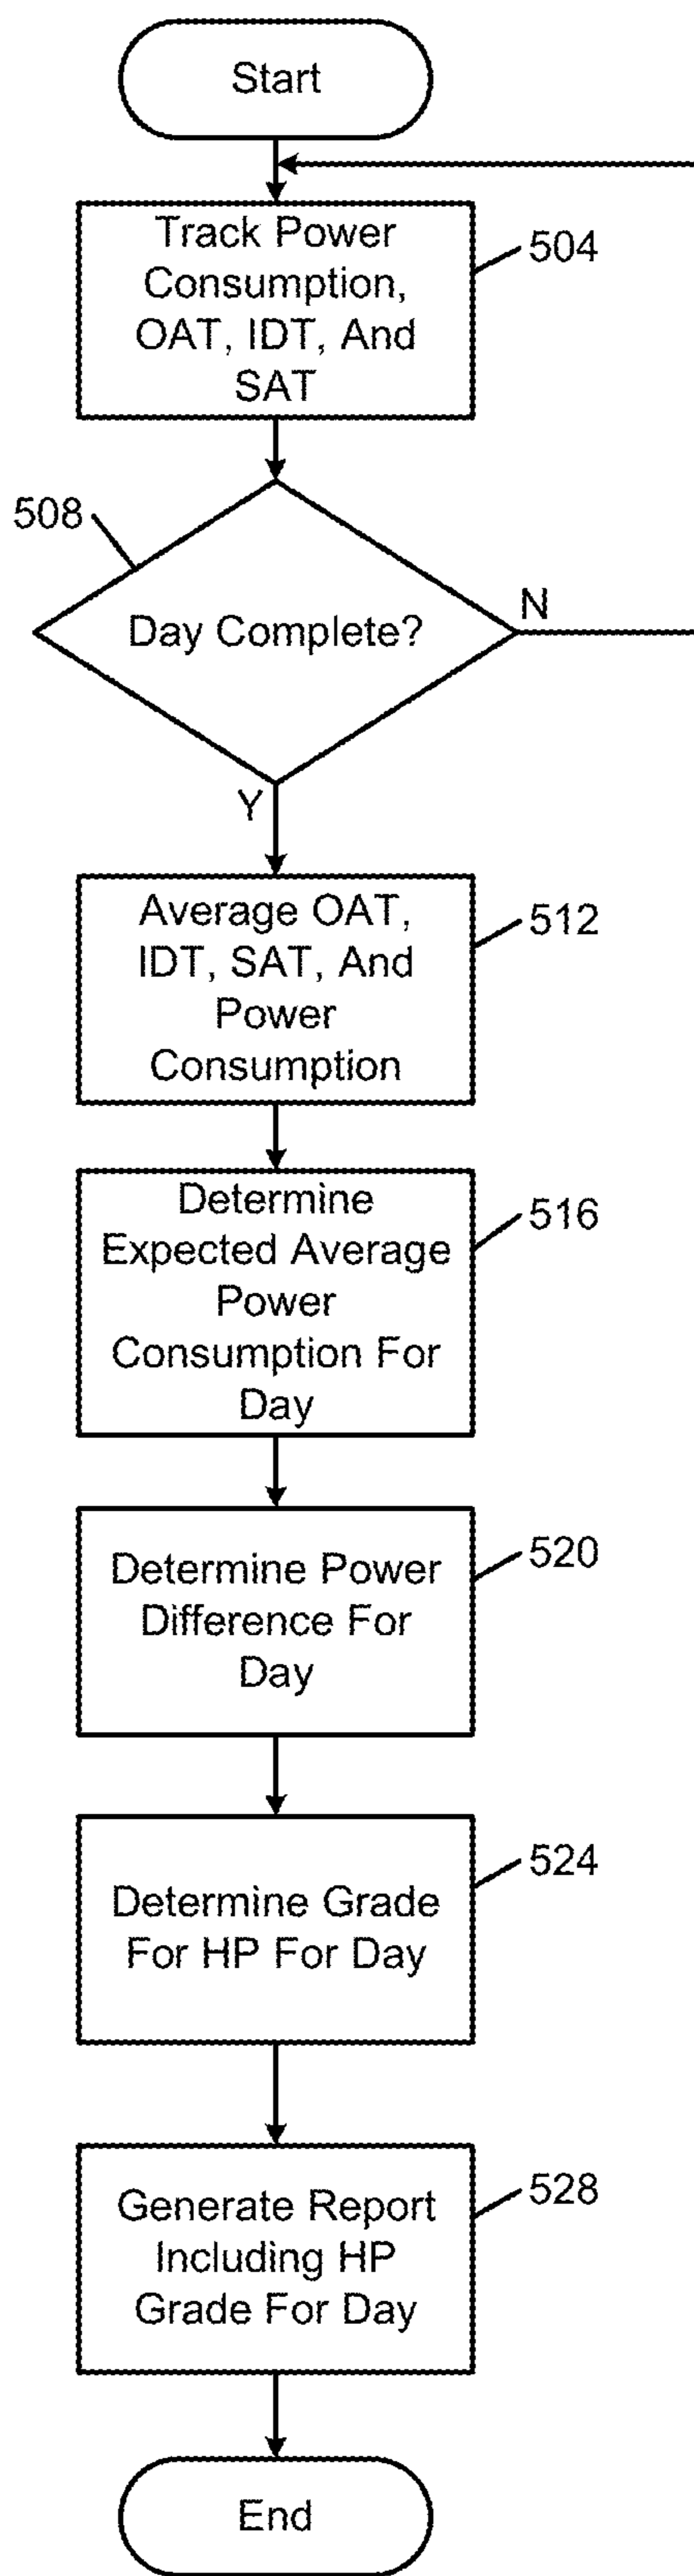 Start
Track Power
504
Consumption,
OAT, IDT, And
SAT
508
N
Day Complete?
Y
Average OAT,
512
IDT, SAT, And
Power
Consumption
Determine
516
Expected Average
Power
Consumption For
Day
520
Determine Power
Difference For
Day
524
Determine Grade
For HP For Day
528
Generate Report
Including HP
Grade For Day
End